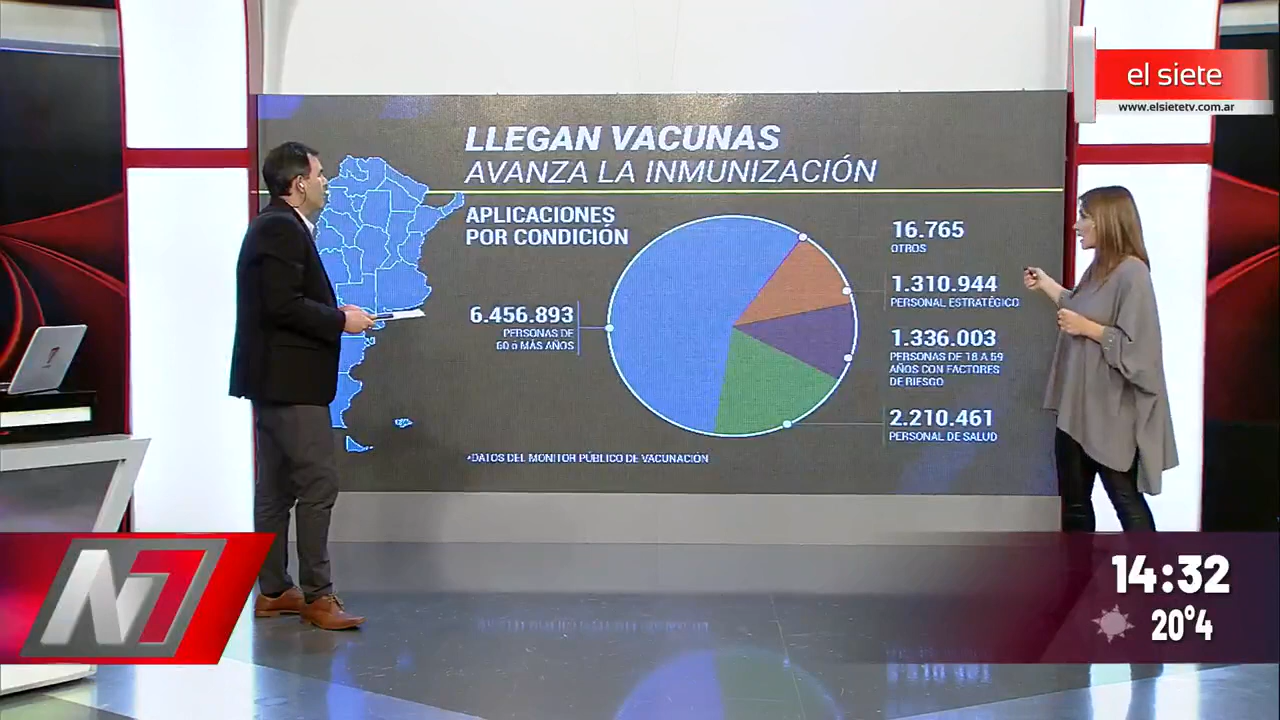 el siete
www.elsietetv.com.ar
LLEGAN VACUNAS
AVANZA LA INMUNIZACIÓN
APLICACIONES
POR CONDICIÓN
6.456.893
PERSONAS DE
60 ó MÁS AÑOS
16.765
OTROS
1.310.944
PERSONAL ESTRATÉGICO
1.336.003
PERSONAS DE 18 A 59
AÑOS CON FACTORES
DE RIESGO
2.210.461
PERSONAL DE SALUD
*DATOS DEL MONITOR PÚBLICO DE VACUNACIÓN
N7
14:32
20°4